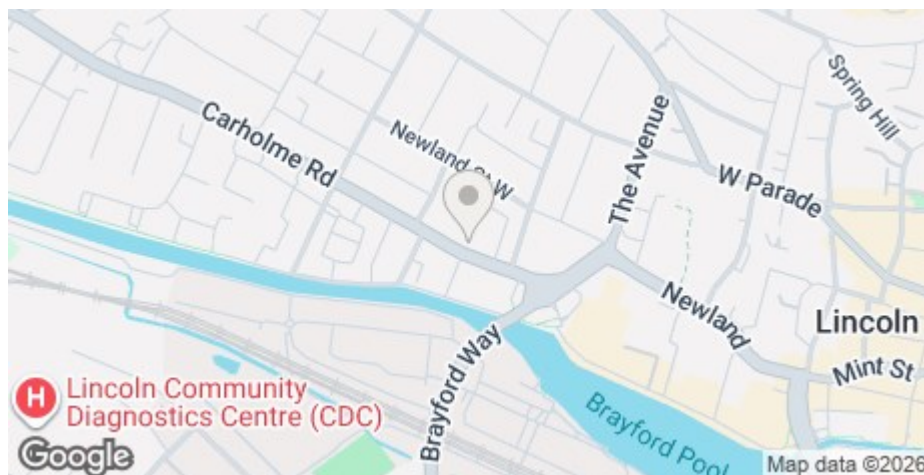 Spring Hill
Carholme Rd
Newland St W
The Avenue
W Parade
Newland
Lincoln
Mint St
Brayford Way
Brayford Pool
H
Lincoln Community
Diagnostics Centre (CDC)
Google
Map data ©2026